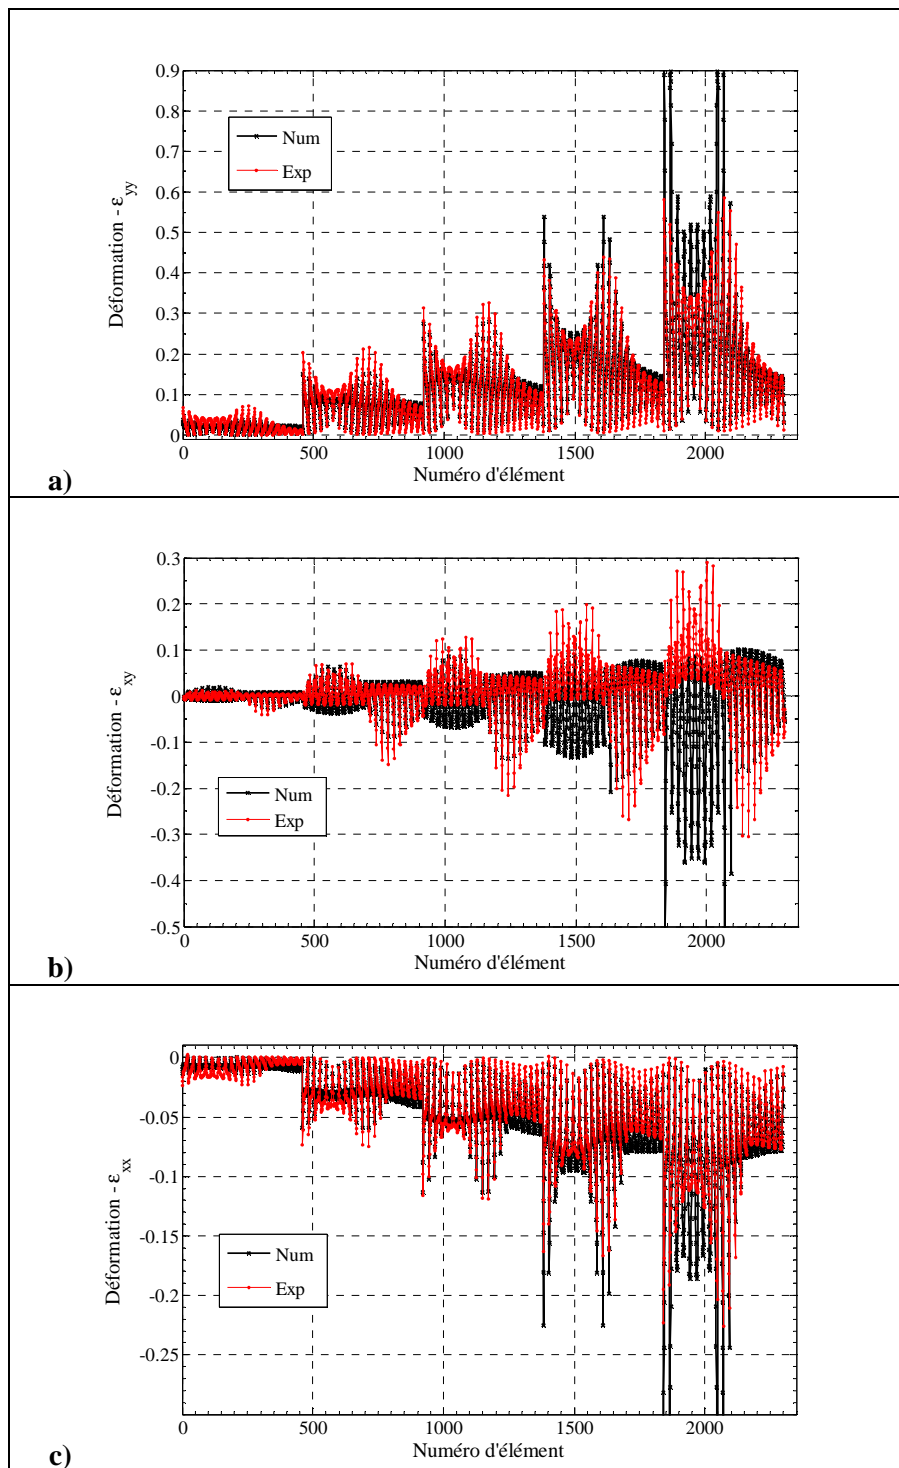 0.9
0.8
0.7
0.6
0.5
0.4
0.3
0.2
0.1
0
Déformation - εyy
Num
Exp
0 500 1000 1500 2000
Numéro d'élément
a)
0.3
0.2
0.1
0
-0.1
-0.2
-0.3
-0.4
-0.5
Déformation - εxy
Num
Exp
0 500 1000 1500 2000
Numéro d'élément
b)
0
-0.05
-0.1
-0.15
-0.2
-0.25
Déformation - εxx
Num
Exp
0 500 1000 1500 2000
Numéro d'élément
c)